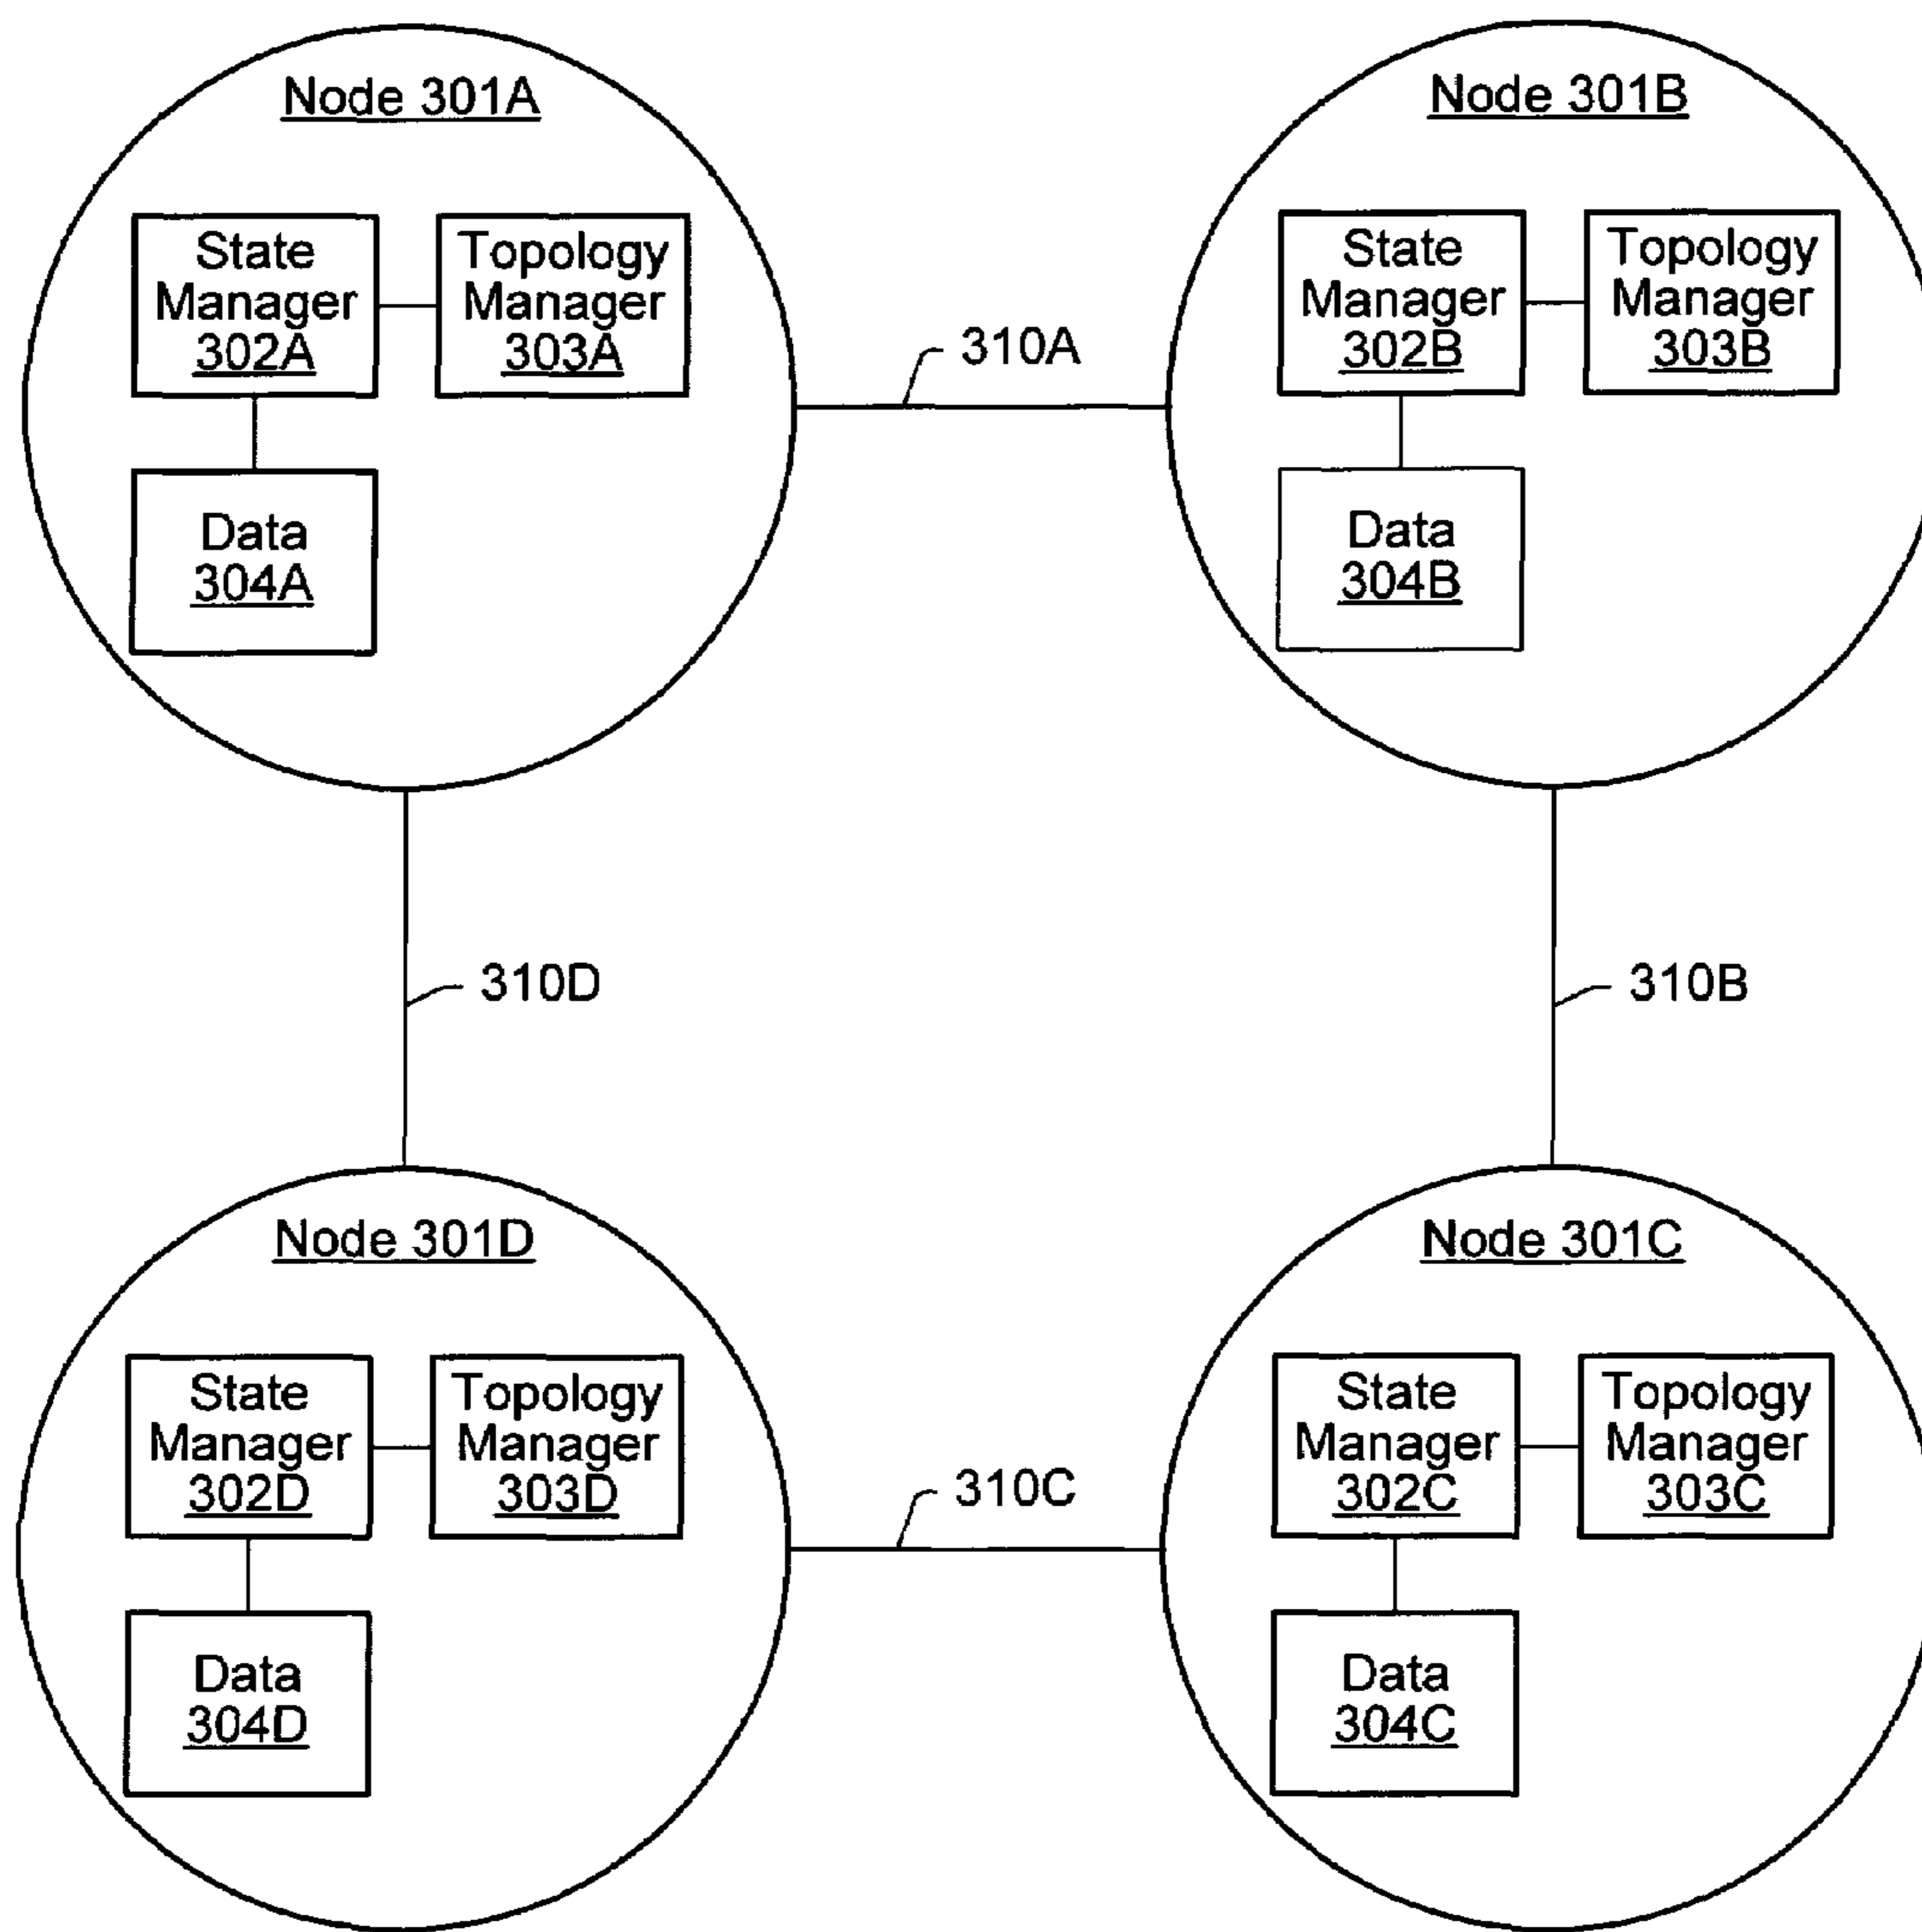 Node 301A
State
Manager
302A
Topology
Manager
303A
Data
304A
310A
Node 301B
State
Manager
302B
Topology
Manager
303B
Data
304B
310D
310B
Node 301D
State
Manager
302D
Topology
Manager
303D
Data
304D
310C
Node 301C
State
Manager
302C
Topology
Manager
303C
Data
304C